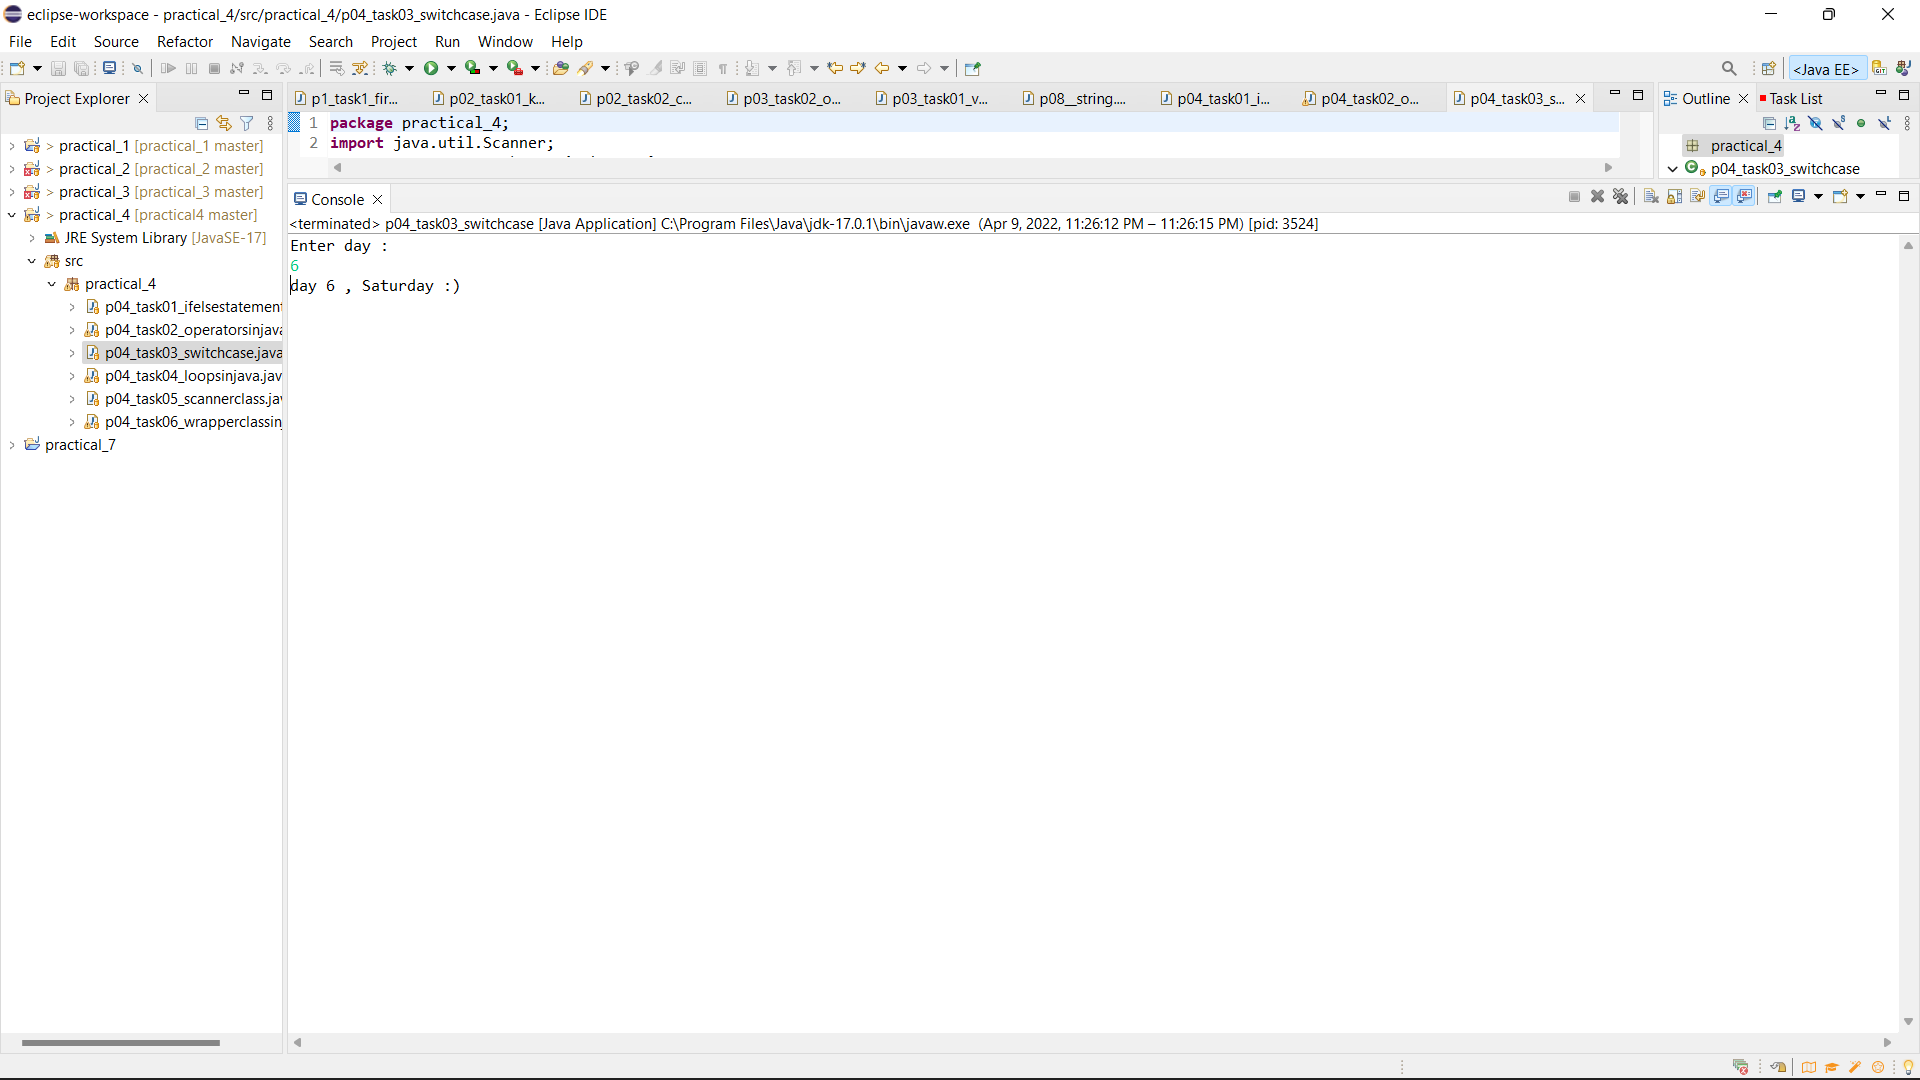 eclipse-workspace - practical_4/src/practical_4/p04_task03_switchcase.java - Eclipse IDE
File Edit Source Refactor Navigate Search Project Run Window Help
<Java EE>
Project Explorer
> practical_1 [practical_1 master]
> practical_2 [practical_2 master]
> practical_3 [practical_3 master]
> practical_4 [practical4 master]
JRE System Library [JavaSE-17]
src
practical_4
p04_task01_ifelsestatement
p04_task02_operatorsinjava
p04_task03_switchcase.java
p04_task04_loopsinjava.jav
p04_task05_scannerclass.jav
p04_task06_wrapperclassinj
practical_7
p1_task1_fir... p02_task01_k... p02_task02_c... p03_task02_o... p03_task01_v... p08__string.... p04_task01_i... p04_task02_o... p04_task03_s...
1 package practical_4;
2 import java.util.Scanner;
Outline Task List
practical_4
p04_task03_switchcase
Console
<terminated> p04_task03_switchcase [Java Application] C:\Program Files\Java\jdk-17.0.1\bin\javaw.exe (Apr 9, 2022, 11:26:12 PM – 11:26:15 PM) [pid: 3524]
Enter day :
6
day 6 , Saturday :)